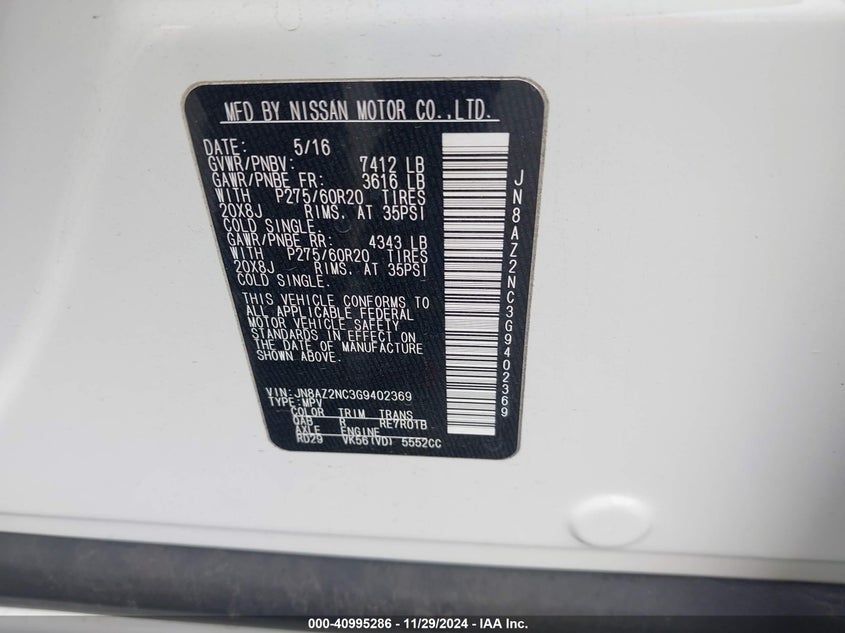 MFD BY NISSAN MOTOR CO.,LTD.
DATE: 5/16
GVWR/PNBV: 7412 LB
GAWR/PNBE FR: 3616 LB
WITH P275/60R20 TIRES
20X8J RIMS. AT 35PSI
COLD SINGLE.
GAWR/PNBE RR: 4343 LB
WITH P275/60R20 TIRES
20X8J RIMS. AT 35PSI
COLD SINGLE.
THIS VEHICLE CONFORMS TO
ALL APPLICABLE FEDERAL
MOTOR VEHICLE SAFETY
STANDARDS IN EFFECT ON
THE DATE OF MANUFACTURE
SHOWN ABOVE.
VIN:JN8AZ2NC3G9402369
TYPE:MPV
COLOR TRIM TRANS
QAB R RE7R01B
AXLE ENGINE
RD29 VK56(VD) 5552CC
JN8AZ2NC3G9402369
000-40995286 - 11/29/2024 - IAA Inc.